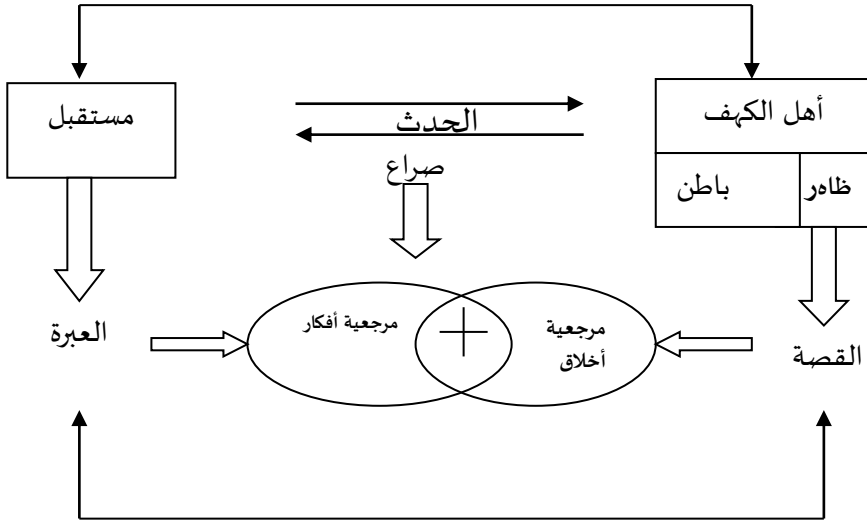 أهل الكهف
ظاهر
باطن
الحدث
صراع
مستقبل
القصة
مرجعية
أخلاق
مرجعية أفكار
العبرة